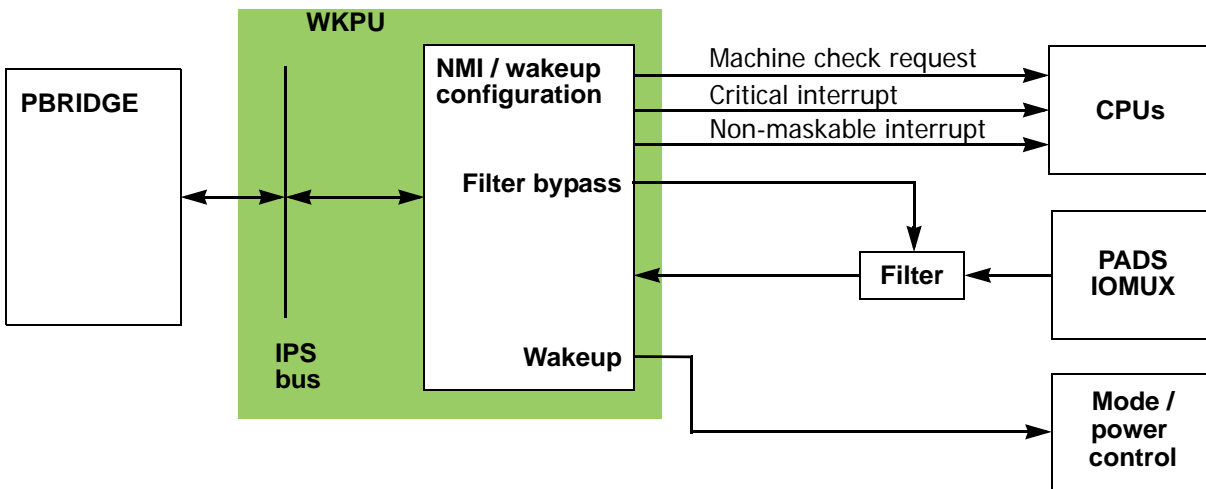 WKPU
PBRIDGE
NMI / wakeup
configuration
Machine check request
Critical interrupt
Non-maskable interrupt
CPUs
Filter bypass
Filter
PADS
IOMUX
IPS
bus
Wakeup
Mode /
power
control